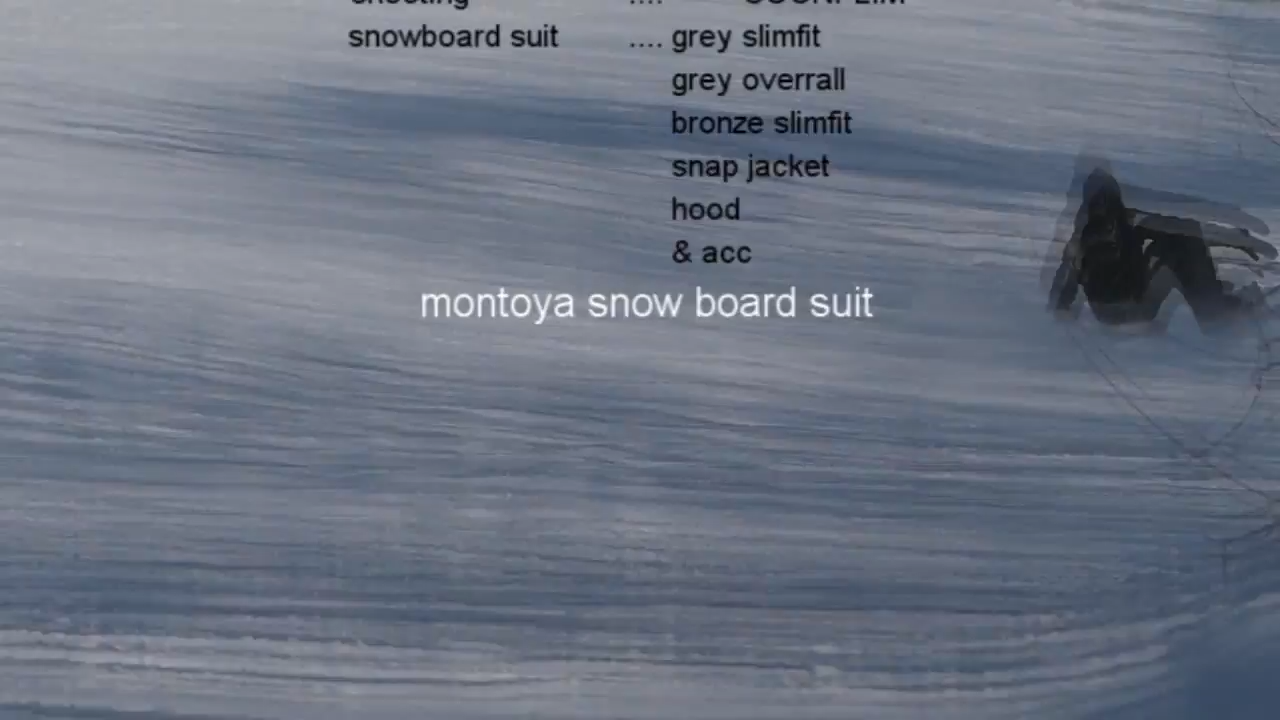 snowboard suit .... grey slimfit
grey overrall
bronze slimfit
snap jacket
hood
& acc
montoya snow board suit